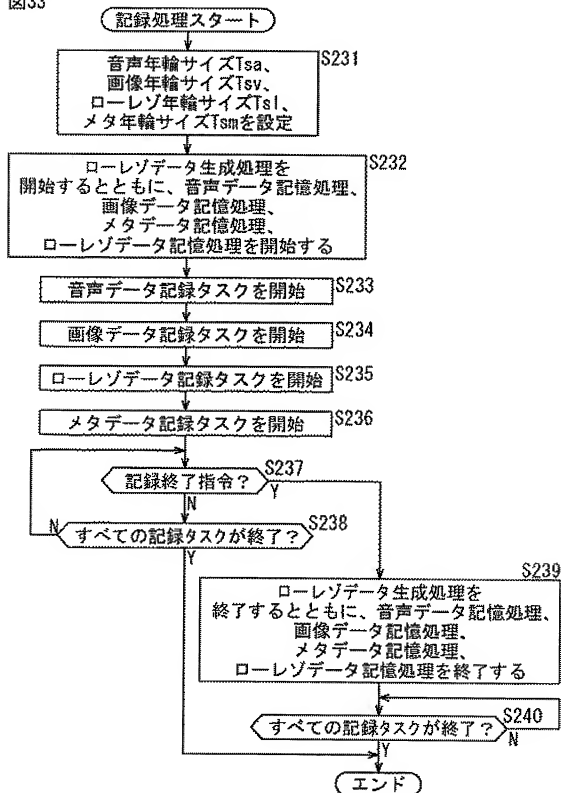 図33
記録処理スタート
S231
音声年輪サイズTsa、
画像年輪サイズTsv、
ローレゾ年輪サイズTsl、
メタ年輪サイズTsmを設定
S232
ローレゾデータ生成処理を
開始するとともに、音声データ記憶処理、
画像データ記憶処理、
メタデータ記憶処理、
ローレゾデータ記憶処理を開始する
音声データ記録タスクを開始 S233
画像データ記録タスクを開始 S234
ローレゾデータ記録タスクを開始 S235
メタデータ記録タスクを開始 S236
S237
記録終了指令？ Y
N
S238
N すべての記録タスクが終了？
Y
S239
ローレゾデータ生成処理を
終了するとともに、音声データ記憶処理、
画像データ記憶処理、
メタデータ記憶処理、
ローレゾデータ記憶処理を終了する
S240
すべての記録タスクが終了？ N
Y
エンド